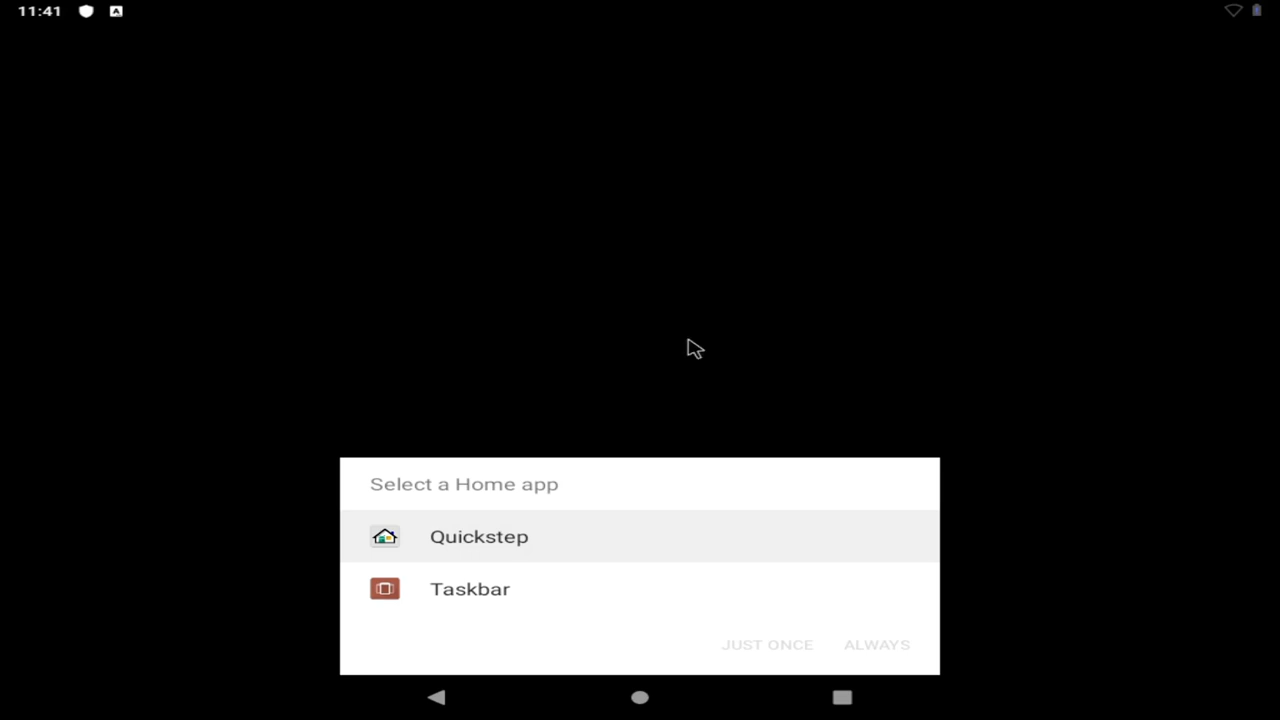 11:41
A
Select a Home app
Quickstep
Taskbar
JUST ONCE
ALWAYS